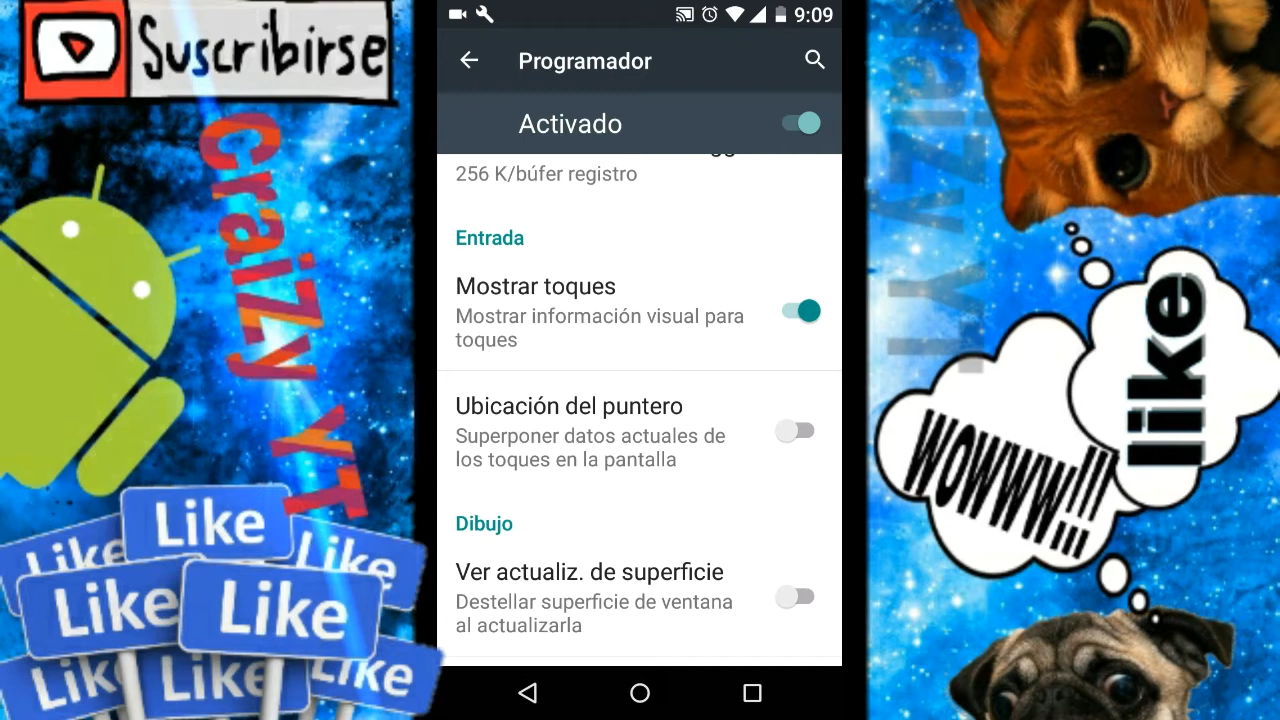 Suscribirse
CraiZzy YT
Like
Like
Like
Like
Like
Like
Like
Like
9:09
Programador
Activado
256 K/búfer registro
Entrada
Mostrar toques
Mostrar información visual para
toques
Ubicación del puntero
Superponer datos actuales de
los toques en la pantalla
Dibujo
Ver actualiz. de superficie
Destellar superficie de ventana
al actualizarla
like
WOWWW!!!